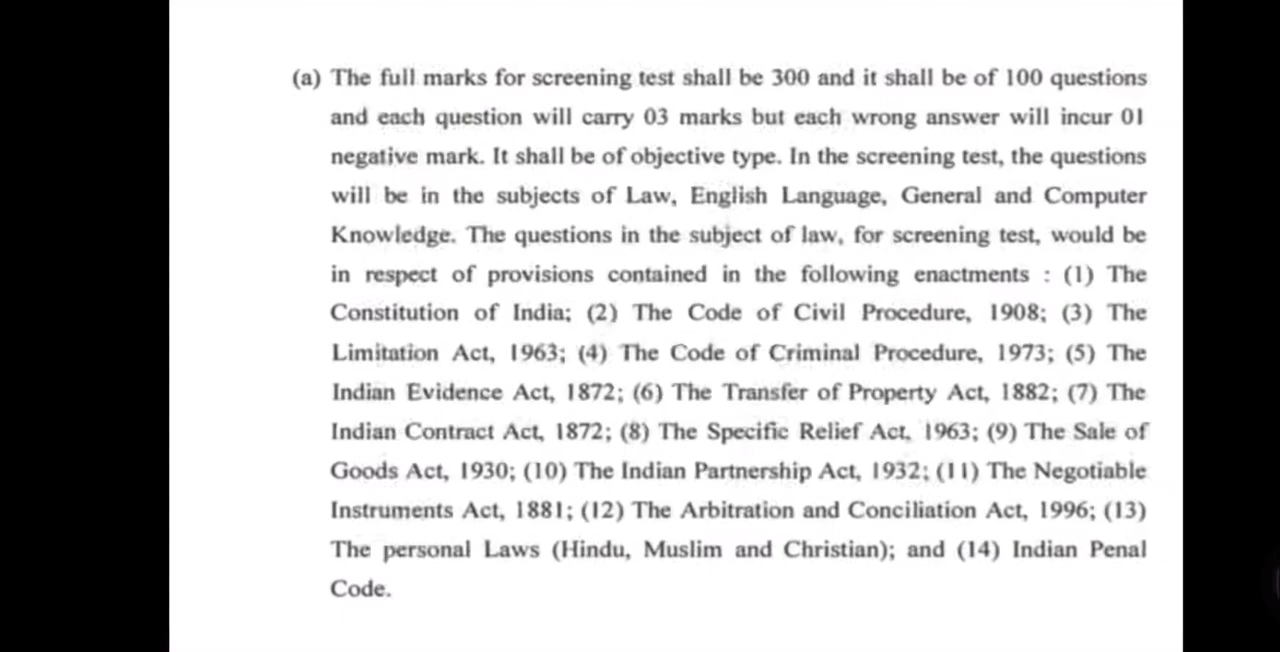 (a) The full marks for screening test shall be 300 and it shall be of 100 questions
and each question will carry 03 marks but each wrong answer will incur 01
negative mark. It shall be of objective type. In the screening test, the questions
will be in the subjects of Law, English Language, General and Computer
Knowledge. The questions in the subject of law, for screening test, would be
in respect of provisions contained in the following enactments : (1) The
Constitution of India; (2) The Code of Civil Procedure, 1908; (3) The
Limitation Act, 1963; (4) The Code of Criminal Procedure, 1973; (5) The
Indian Evidence Act, 1872; (6) The Transfer of Property Act, 1882; (7) The
Indian Contract Act, 1872; (8) The Specific Relief Act, 1963; (9) The Sale of
Goods Act, 1930; (10) The Indian Partnership Act, 1932; (11) The Negotiable
Instruments Act, 1881; (12) The Arbitration and Conciliation Act, 1996; (13)
The personal Laws (Hindu, Muslim and Christian); and (14) Indian Penal
Code.